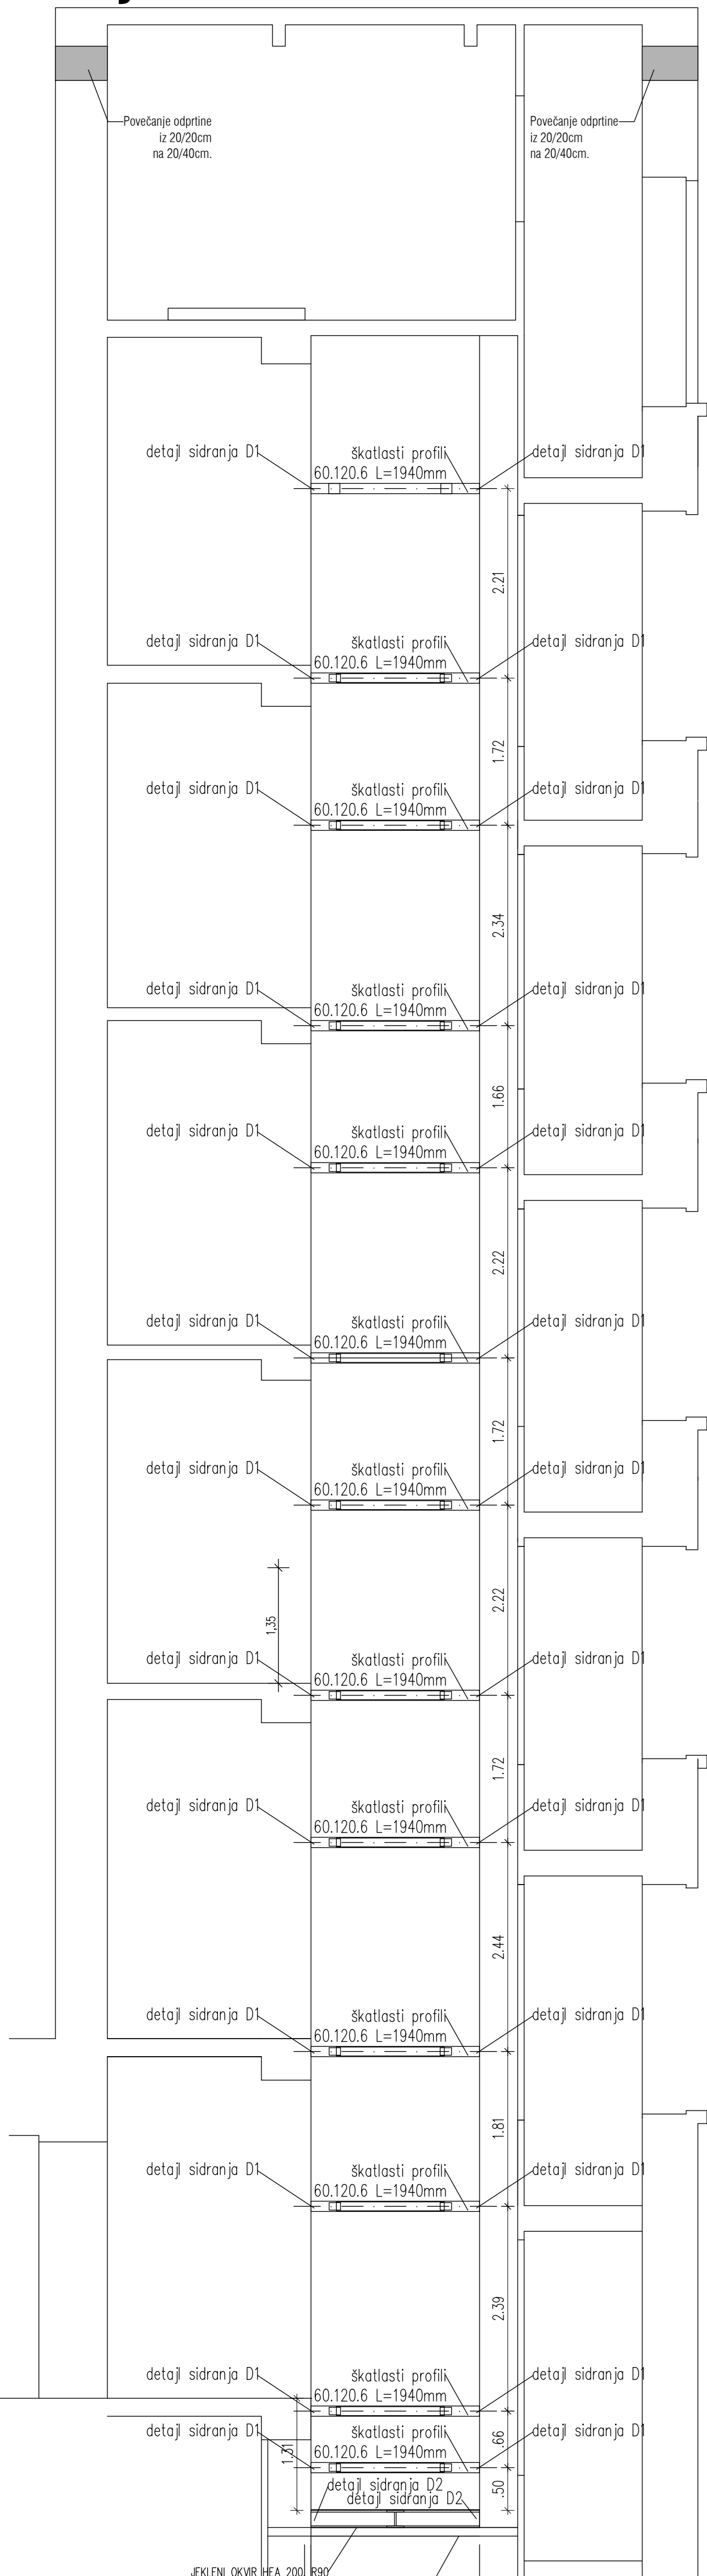 Povečanje odprtine
iz 20/20cm
na 20/40cm.
Povečanje odprtine
iz 20/20cm
na 20/40cm.
detajl sidranja D1
škatlasti profili
60.120.6 L=1940mm
detajl sidranja D1
2.21
detajl sidranja D1
škatlasti profili
60.120.6 L=1940mm
detajl sidranja D1
1.72
detajl sidranja D1
škatlasti profili
60.120.6 L=1940mm
detajl sidranja D1
2.34
detajl sidranja D1
škatlasti profili
60.120.6 L=1940mm
detajl sidranja D1
1.66
detajl sidranja D1
škatlasti profili
60.120.6 L=1940mm
detajl sidranja D1
2.22
detajl sidranja D1
škatlasti profili
60.120.6 L=1940mm
detajl sidranja D1
1.72
detajl sidranja D1
škatlasti profili
60.120.6 L=1940mm
detajl sidranja D1
2.22
1,35
detajl sidranja D1
škatlasti profili
60.120.6 L=1940mm
detajl sidranja D1
1.72
detajl sidranja D1
škatlasti profili
60.120.6 L=1940mm
detajl sidranja D1
2.44
detajl sidranja D1
škatlasti profili
60.120.6 L=1940mm
detajl sidranja D1
1.81
detajl sidranja D1
škatlasti profili
60.120.6 L=1940mm
detajl sidranja D1
2.39
detajl sidranja D1
škatlasti profili
60.120.6 L=1940mm
detajl sidranja D1
.66
detajl sidranja D1
škatlasti profili
60.120.6 L=1940mm
detajl sidranja D1
1.31
.50
detajl sidranja D2
detajl sidranja D2
JEKLENI OKVIR HEA 200, R90